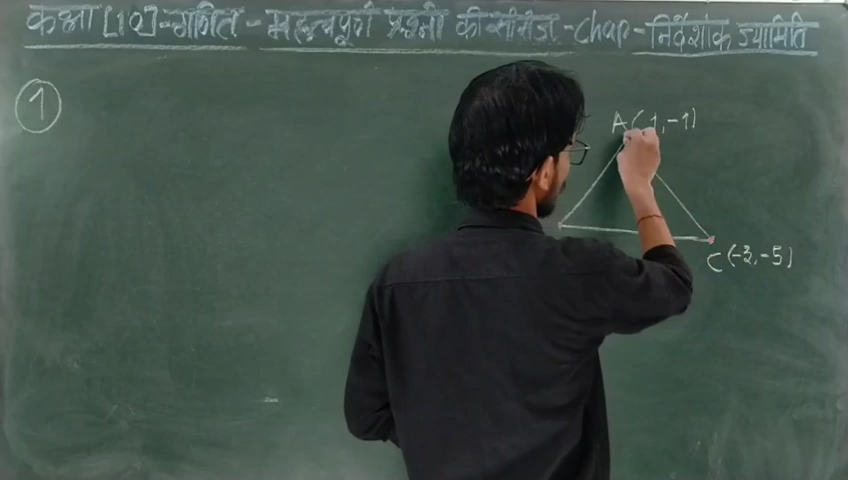 कक्षा [10]-गणित-महत्वपूर्ण प्रश्नों की सीरीज-Chap-निर्देशांक ज्यामिति
1
A(1,-1)
C(-3,-5)